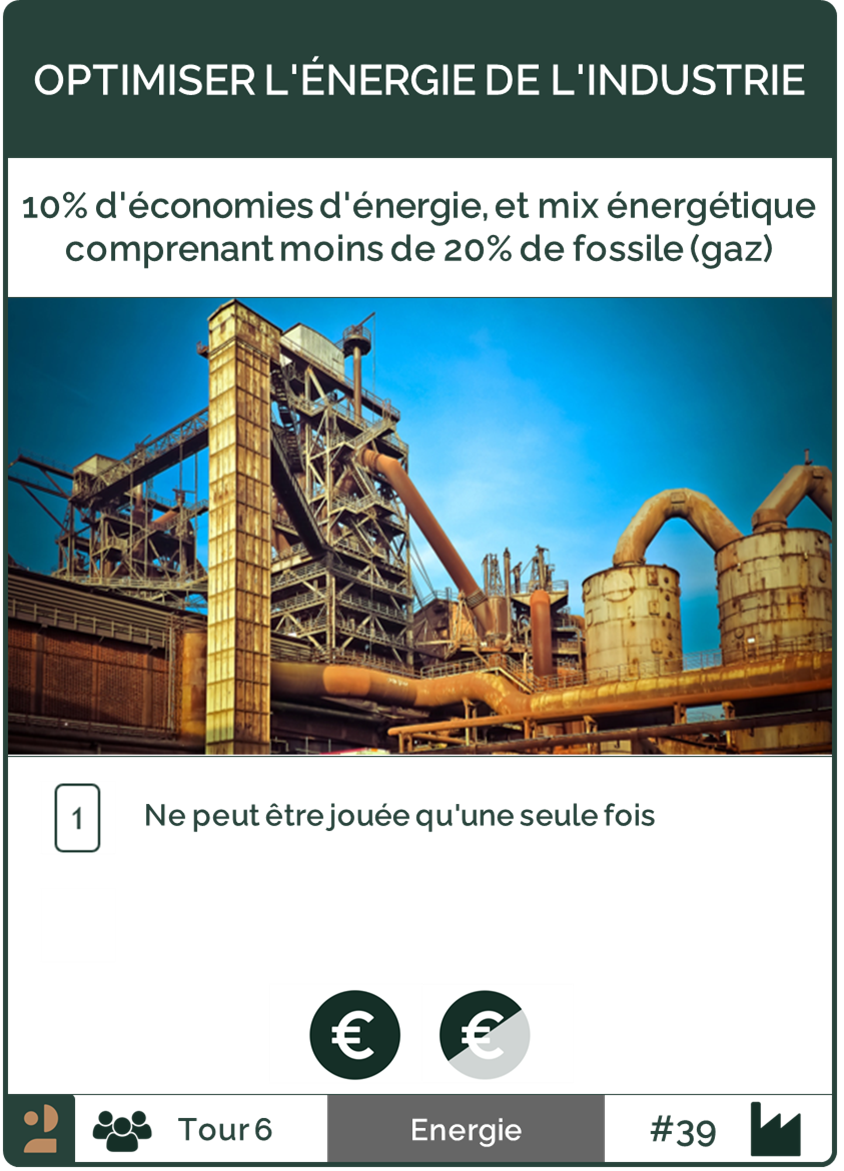 OPTIMISER L'ÉNERGIE DE L'INDUSTRIE
10% d'économies d'énergie, et mix énergétique
comprenant moins de 20% de fossile (gaz)
1 Ne peut être jouée qu'une seule fois
€ €
Tour 6 Energie #39